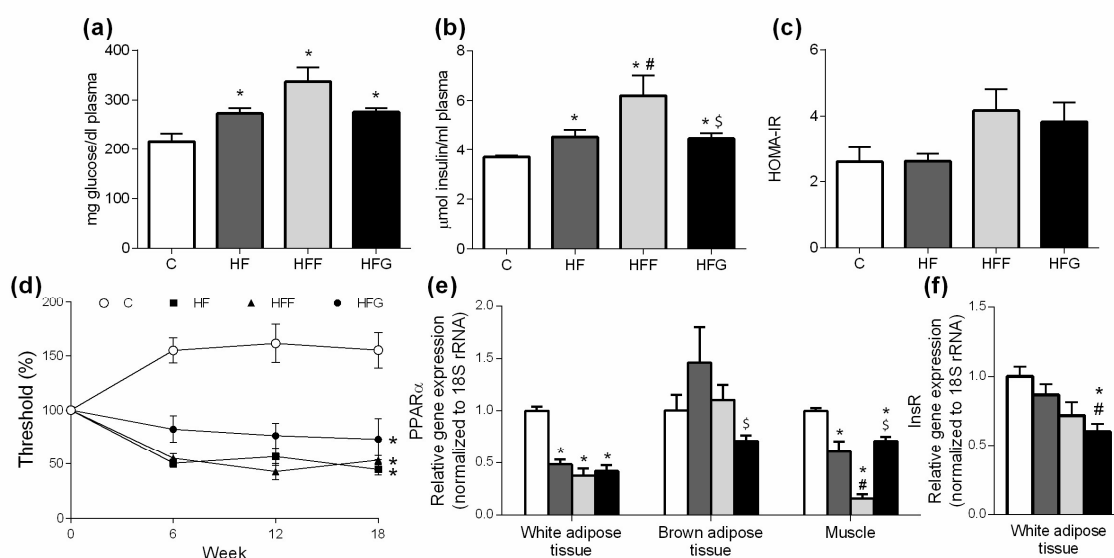 (a)
mg glucose/dl plasma
400
*
*
*
300
200
100
0
C HF HFF HFG
(b)
μmol insulin/ml plasma
8
* #
6
*
* $
4
2
0
C HF HFF HFG
(c)
HOMA-IR
6
4
2
0
C HF HFF HFG
(d)
C HF HFF HFG
Threshold (%)
200
150
100
50
0
0 6 12 18
*
*
*
Week
(e)
PPARα
Relative gene expression
(normalized to 18S rRNA)
2.0
1.5
1.0
0.5
0.0
* * *
$
*
*
#
*
$
White adipose
tissue
Brown adipose
tissue
Muscle
(f)
InsR
Relative gene expression
(normalized to 18S rRNA)
1.5
1.0
0.5
0.0
*
#
White adipose
tissue